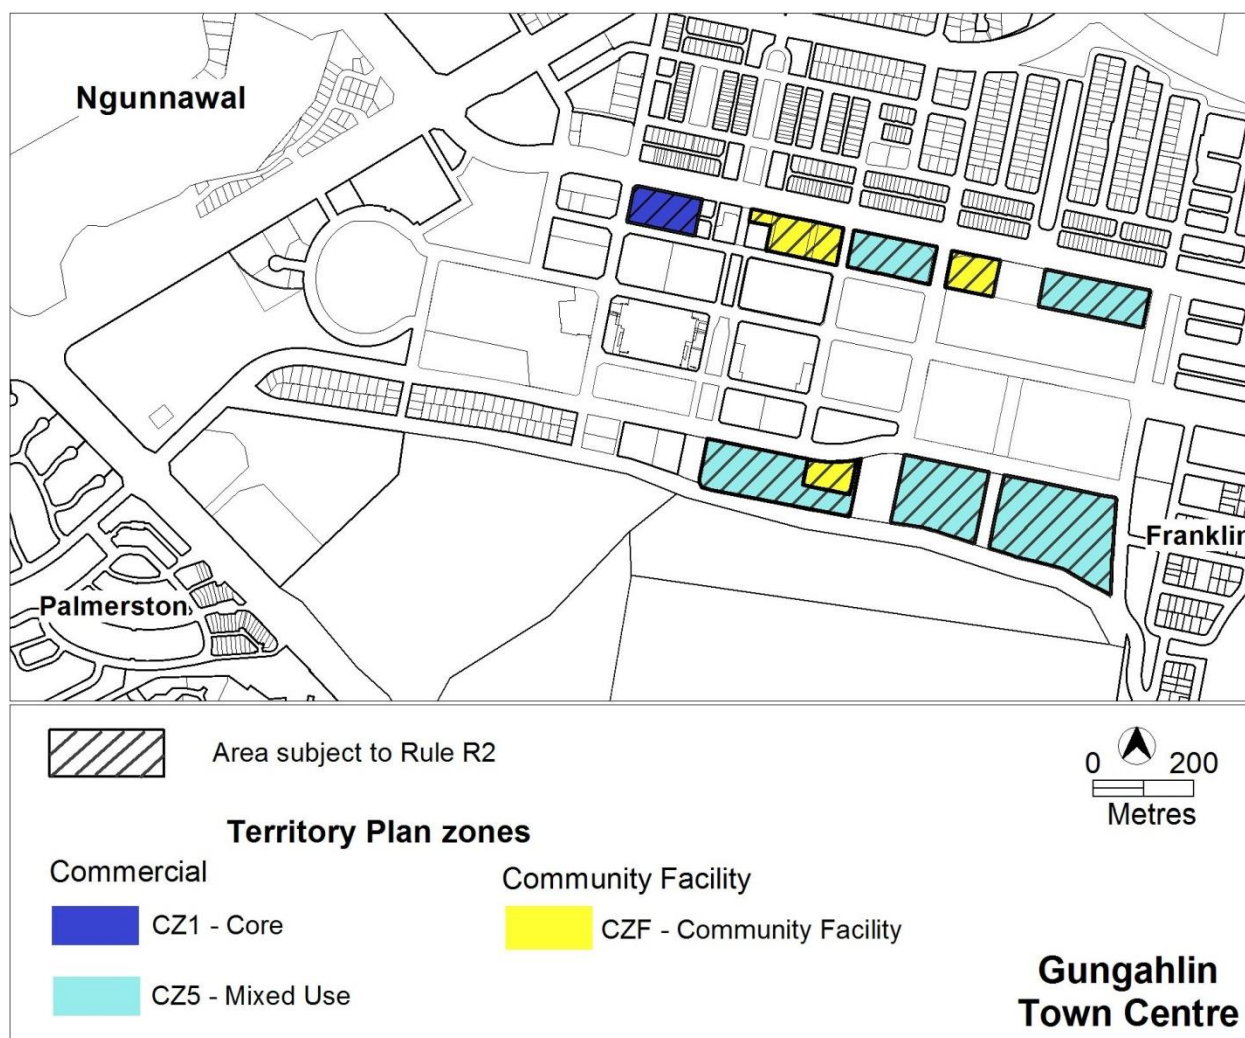 Ngunnawal
Franklin
Palmerston
Area subject to Rule R2
0 200
Metres
Territory Plan zones
Commercial
Community Facility
CZ1 - Core
CZF - Community Facility
CZ5 - Mixed Use
Gungahlin
Town Centre